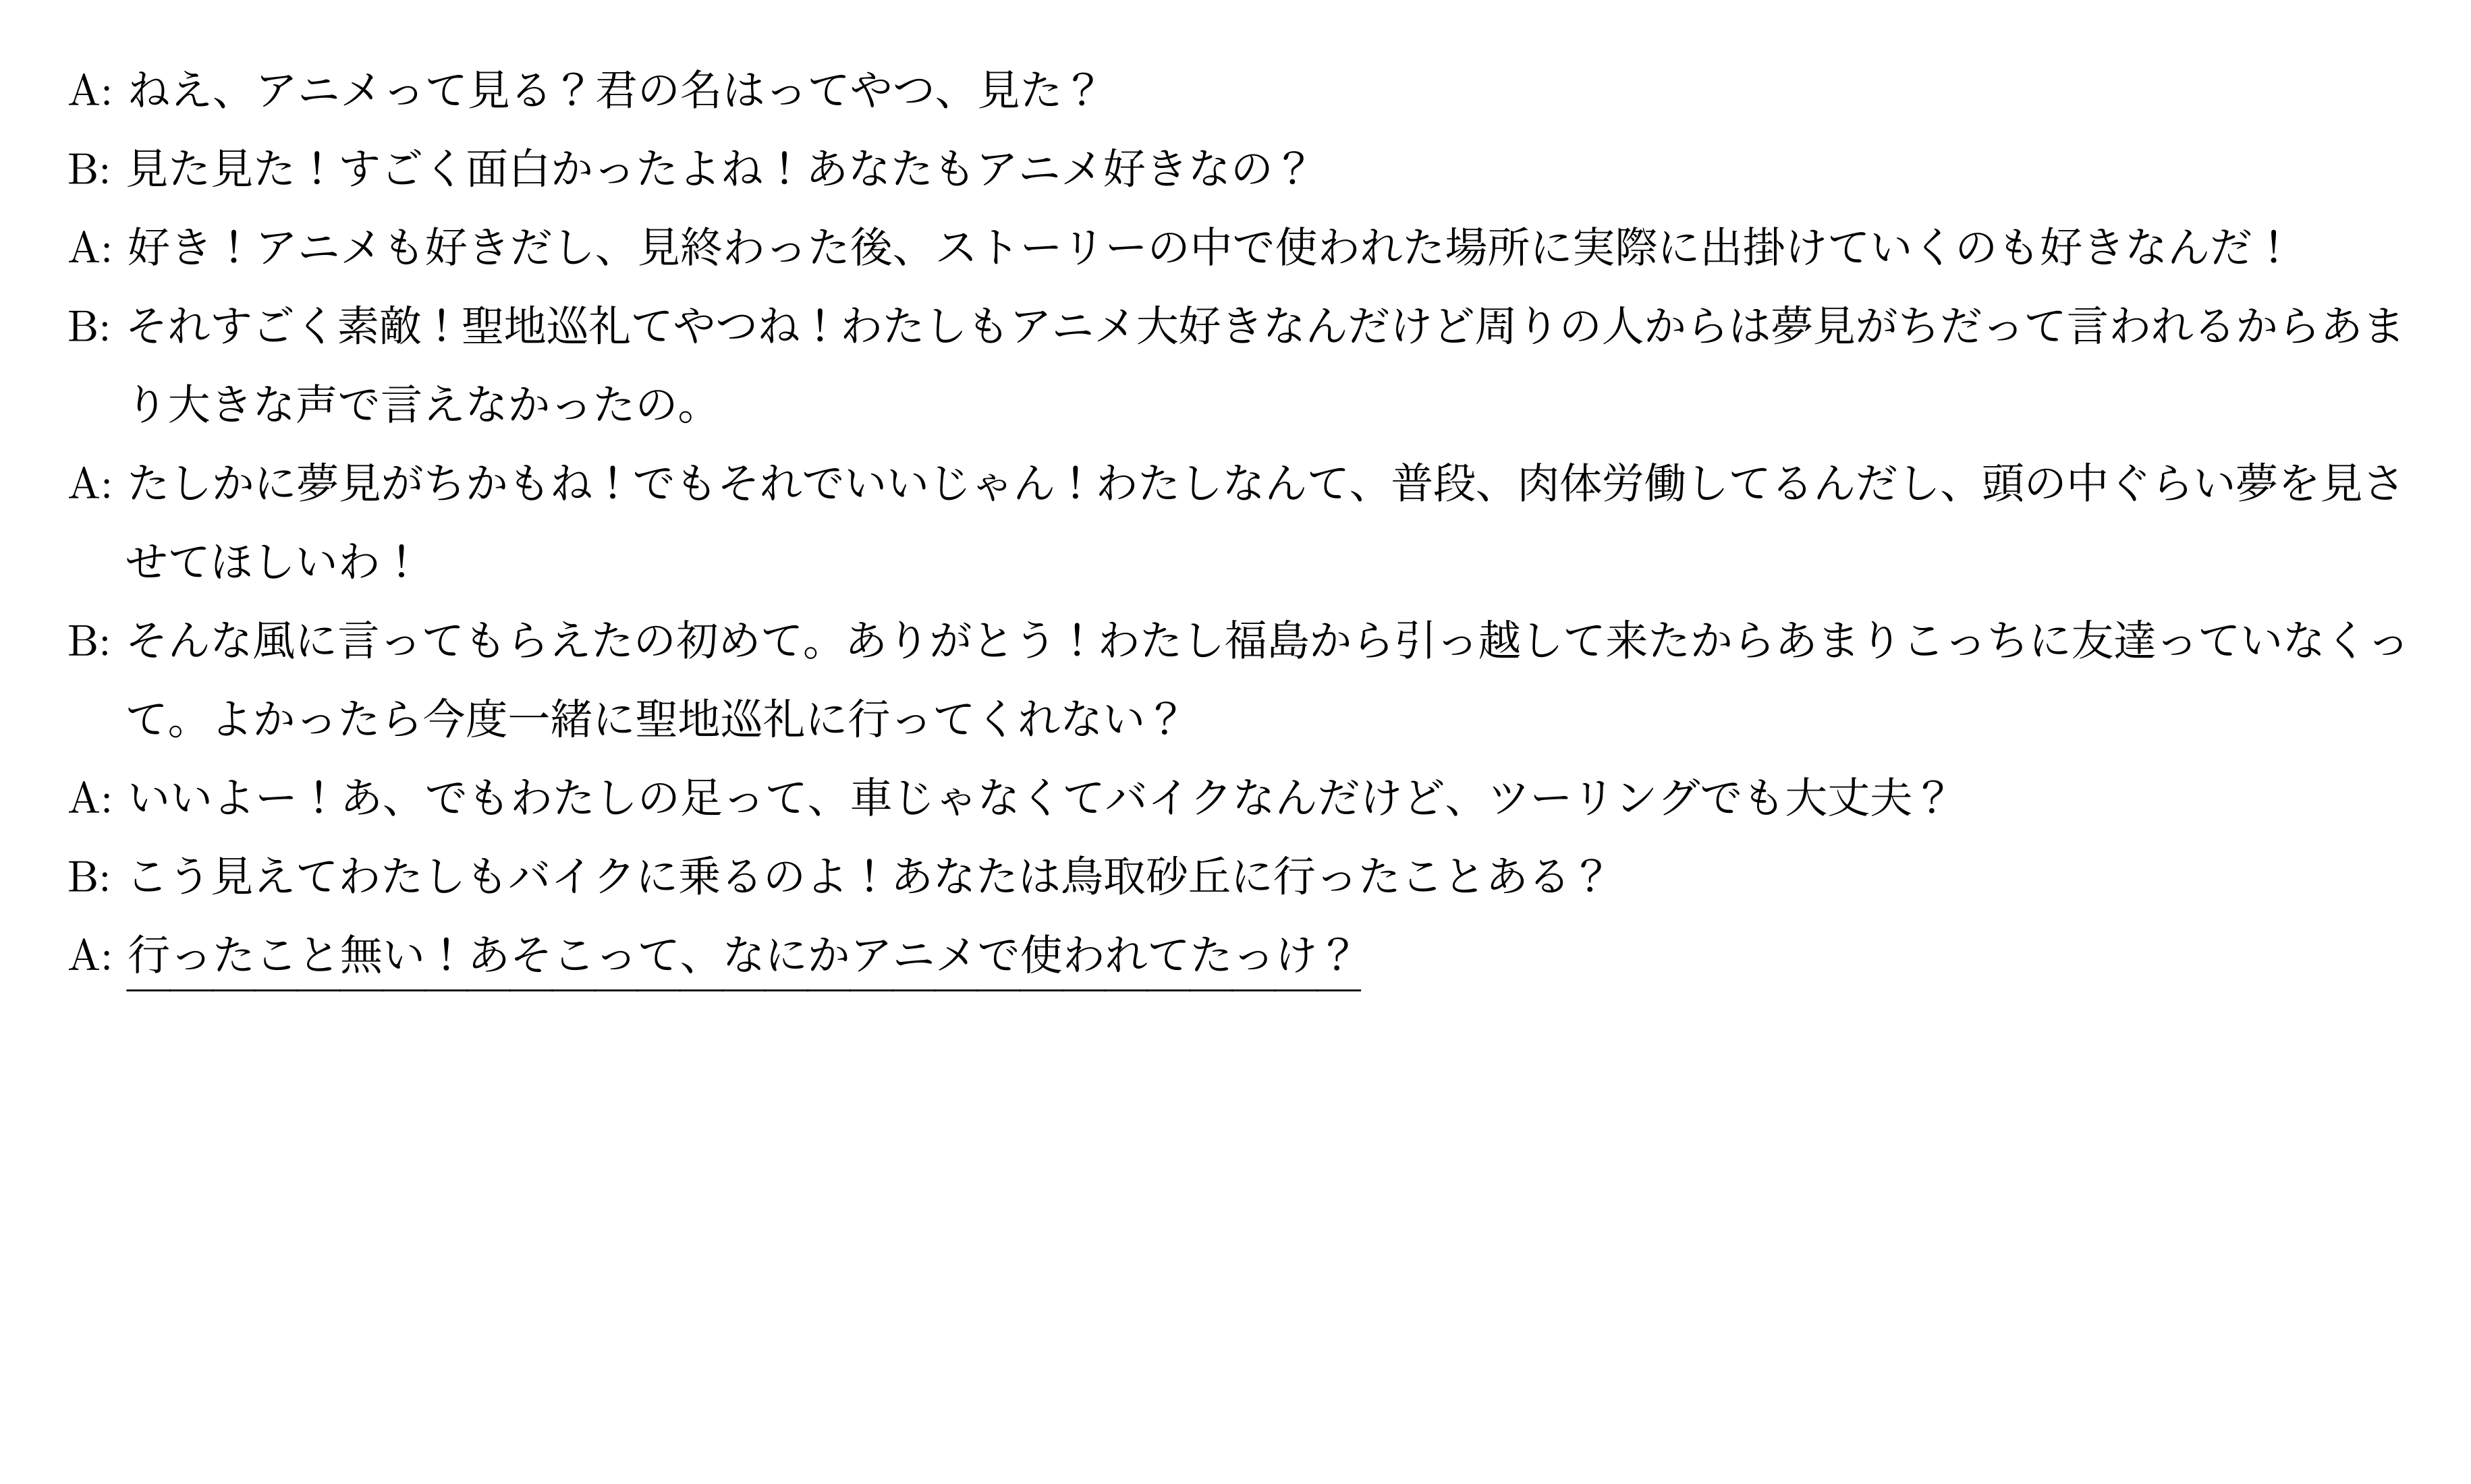 A: ねえ、アニメって見る？君の名はってやつ、見た？
B: 見た見た！すごく面白かったよね！あなたもアニメ好きなの？
A: 好き！アニメも好きだし、見終わった後、ストーリーの中で使われた場所に実際に出掛けていくのも好きなんだ！
B: それすごく素敵！聖地巡礼てやつね！わたしもアニメ大好きなんだけど周りの人からは夢見がちだって言われるからあま
り大きな声で言えなかったの。
A: たしかに夢見がちかもね！でもそれでいいじゃん！わたしなんて、普段、肉体労働してるんだし、頭の中ぐらい夢を見さ
せてほしいわ！
B: そんな風に言ってもらえたの初めて。ありがとう！わたし福島から引っ越して来たからあまりこっちに友達っていなくっ
て。よかったら今度一緒に聖地巡礼に行ってくれない？
A: いいよー！あ、でもわたしの足って、車じゃなくてバイクなんだけど、ツーリングでも大丈夫？
B: こう見えてわたしもバイクに乗るのよ！あなたは鳥取砂丘に行ったことある？
A: 行ったこと無い！あそこって、なにかアニメで使われてたっけ？